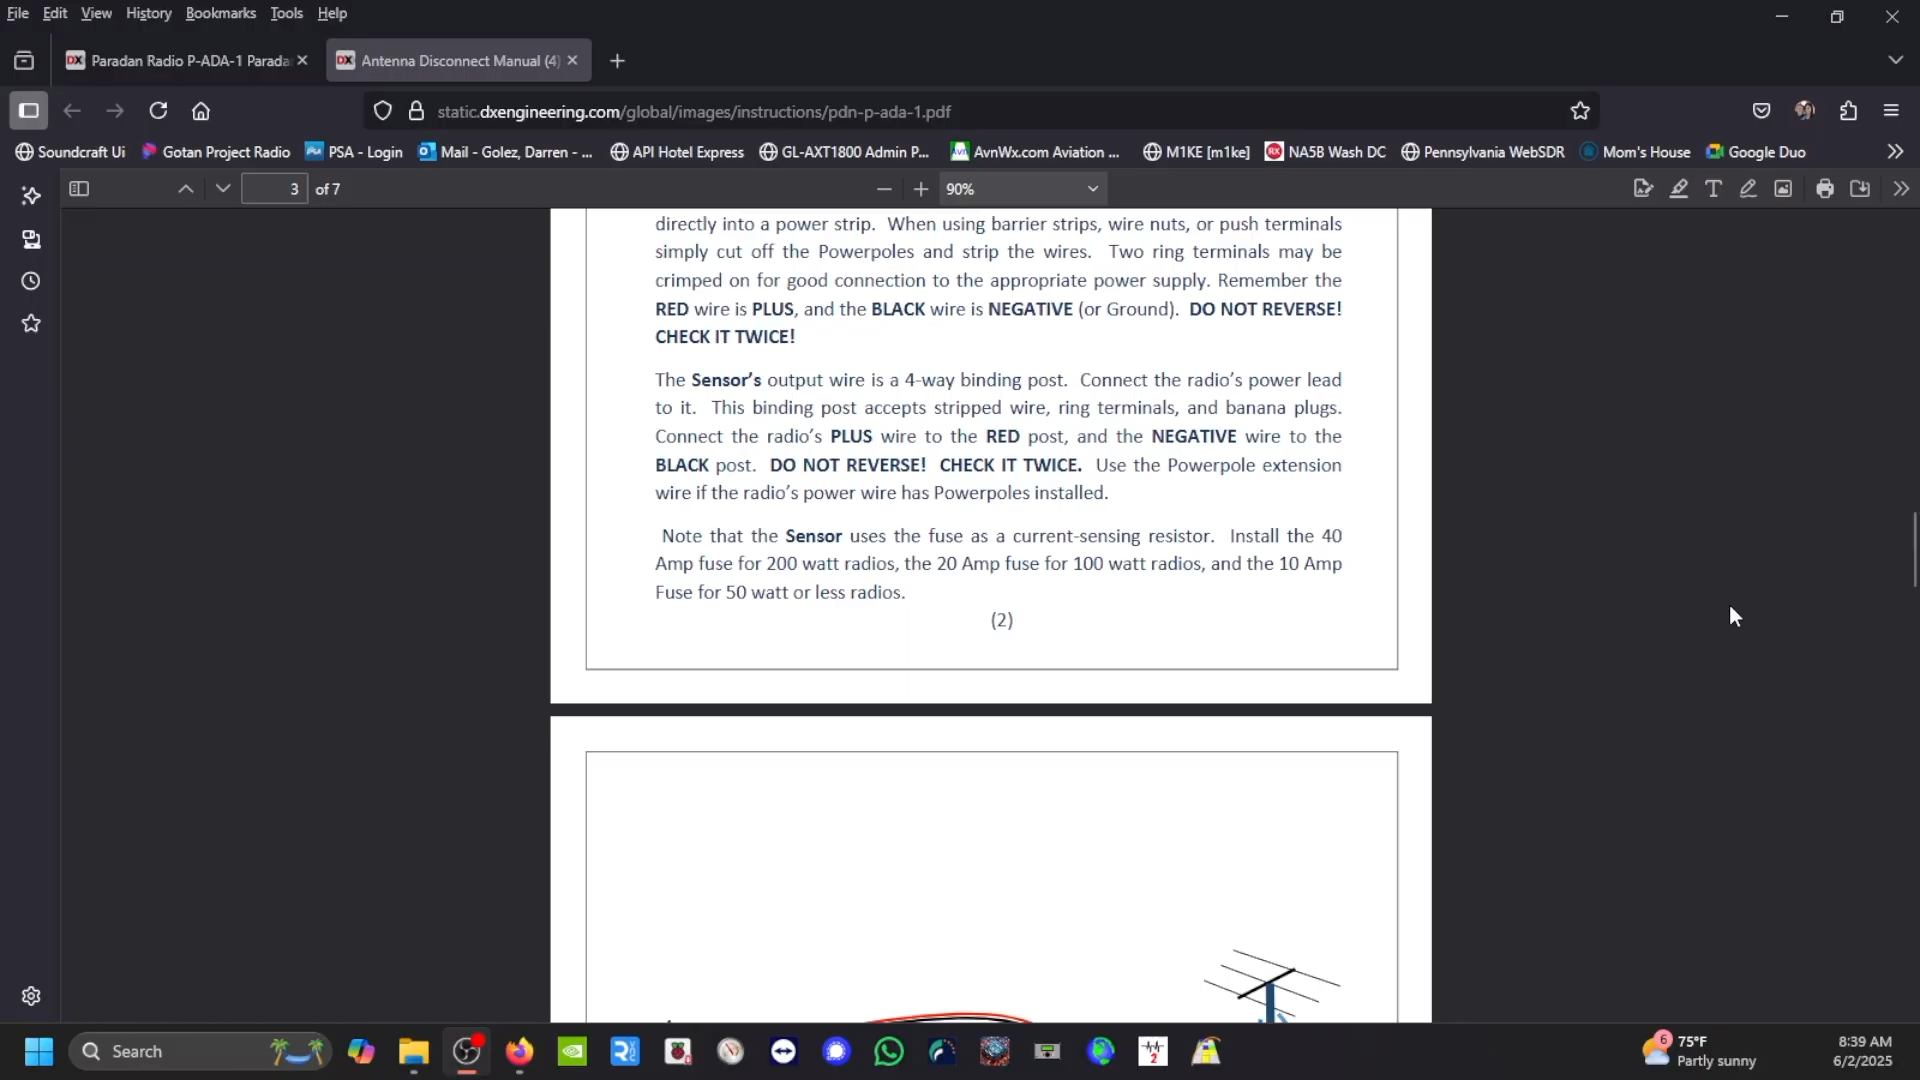 File Edit View History Bookmarks Tools Help
Paradan Radio P-ADA-1 Parada
Antenna Disconnect Manual (4)
static.dxengineering.com/global/images/instructions/pdn-p-ada-1.pdf
Soundcraft Ui Gotan Project Radio PSA - Login Mail - Golez, Darren - ... API Hotel Express GL-AXT1800 Admin P... AvnWx.com Aviation ... M1KE [m1ke] NA5B Wash DC Pennsylvania WebSDR Mom's House Google Duo
3 of 7 90%
directly into a power strip. When using barrier strips, wire nuts, or push terminals
simply cut off the Powerpoles and strip the wires. Two ring terminals may be
crimped on for good connection to the appropriate power supply. Remember the
RED wire is PLUS, and the BLACK wire is NEGATIVE (or Ground). DO NOT REVERSE!
CHECK IT TWICE!
The Sensor's output wire is a 4-way binding post. Connect the radio's power lead
to it. This binding post accepts stripped wire, ring terminals, and banana plugs.
Connect the radio's PLUS wire to the RED post, and the NEGATIVE wire to the
BLACK post. DO NOT REVERSE! CHECK IT TWICE. Use the Powerpole extension
wire if the radio's power wire has Powerpoles installed.
Note that the Sensor uses the fuse as a current-sensing resistor. Install the 40
Amp fuse for 200 watt radios, the 20 Amp fuse for 100 watt radios, and the 10 Amp
Fuse for 50 watt or less radios.
(2)
Search
6
75°F
Partly sunny
8:39 AM
6/2/2025